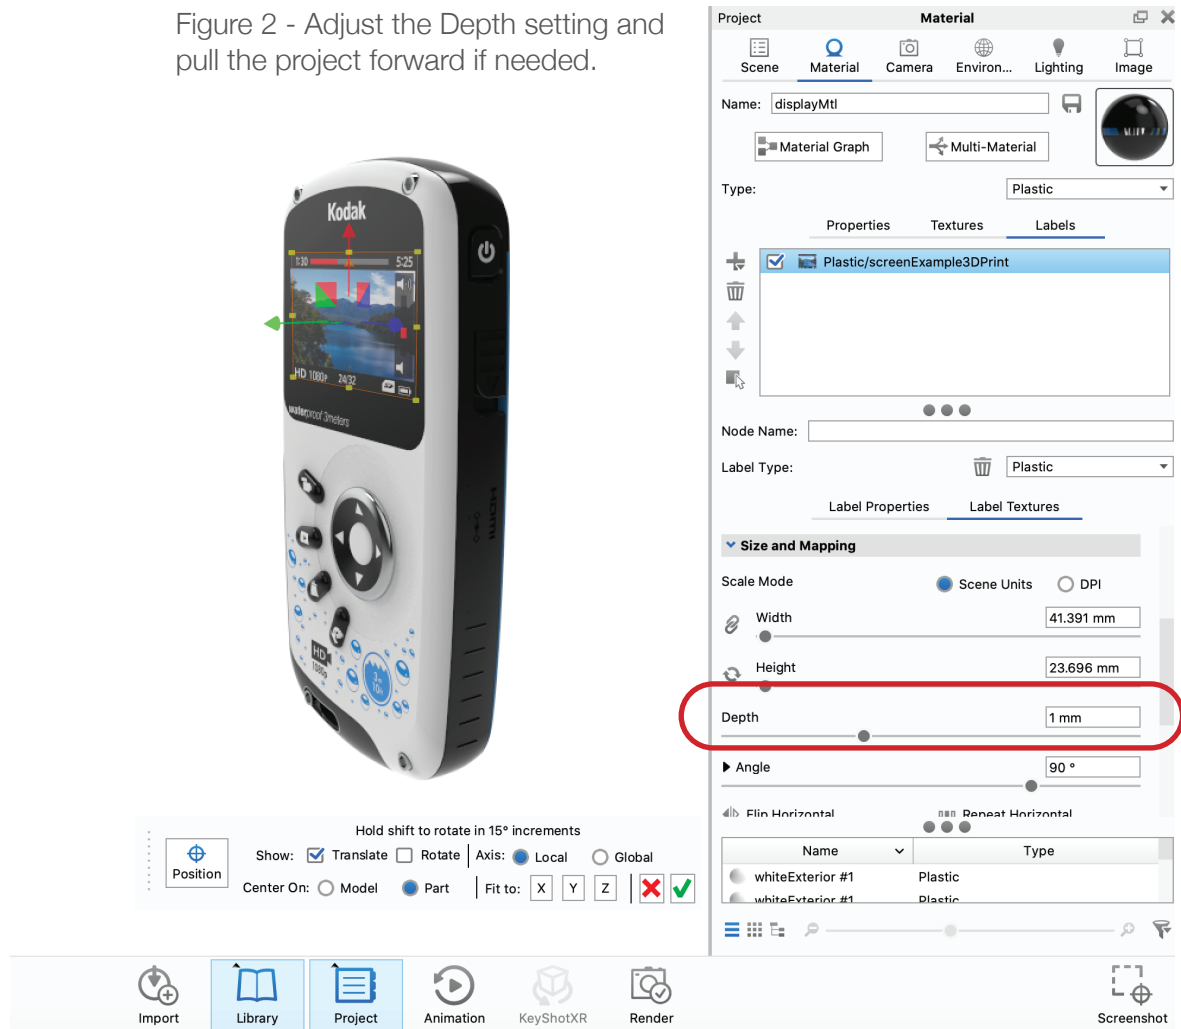 Figure 2 - Adjust the Depth setting and
pull the project forward if needed.
Kodak
1:30 5:25
HD 1080p 24/32
waterproof 3meters
HDMI
HD
1080p
3m
10ft
Project Material
Scene Material Camera Environ... Lighting Image
Name: displayMtl
Material Graph Multi-Material
Type: Plastic
Properties Textures Labels
Plastic/screenExample3DPrint
Node Name:
Label Type: Plastic
Label Properties Label Textures
Size and Mapping
Scale Mode Scene Units DPI
Width 41.391 mm
Height 23.696 mm
Depth 1 mm
Angle 90 °
Flip Horizontal Repeat Horizontal
Name Type
whiteExterior #1 Plastic
whiteExterior #1 Plastic
Hold shift to rotate in 15° increments
Position
Show: Translate Rotate Axis: Local Global
Center On: Model Part Fit to: X Y Z
Import Library Project Animation KeyShotXR Render Screenshot